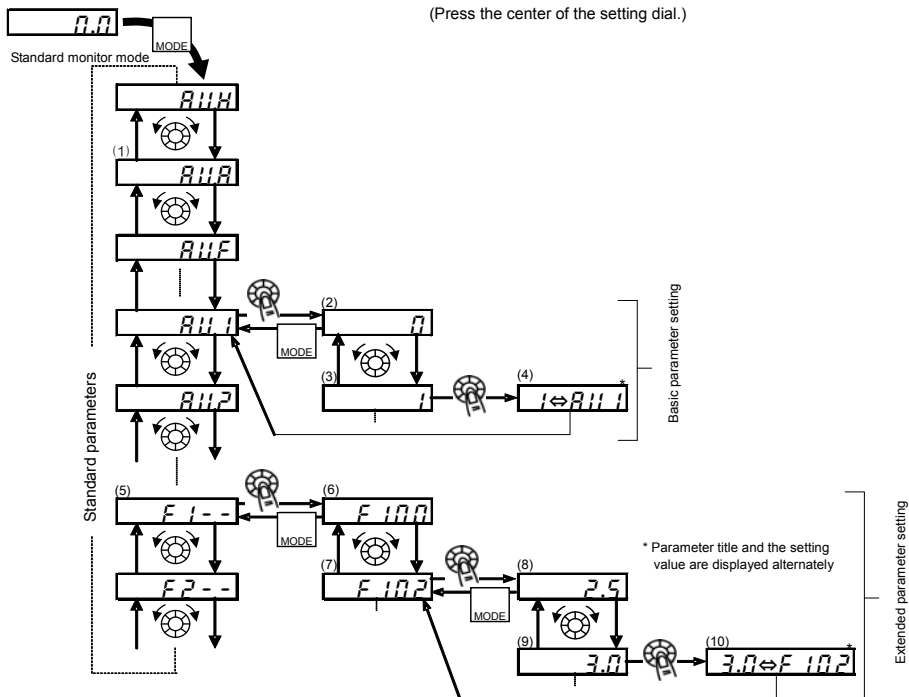 (Press the center of the setting dial.)
0.0
MODE
Standard monitor mode
AUH
(1)
AUA
AUF
(2)
AU1
0
MODE
(3)
(4)
*
AU2
1
1⇔AU1
Basic parameter setting
Standard parameters
(5)
(6)
F1--
F100
MODE
* Parameter title and the setting
value are displayed alternately
(7)
(8)
F2--
F102
2.5
MODE
(9)
(10)
*
3.0
3.0⇔F102
Extended parameter setting